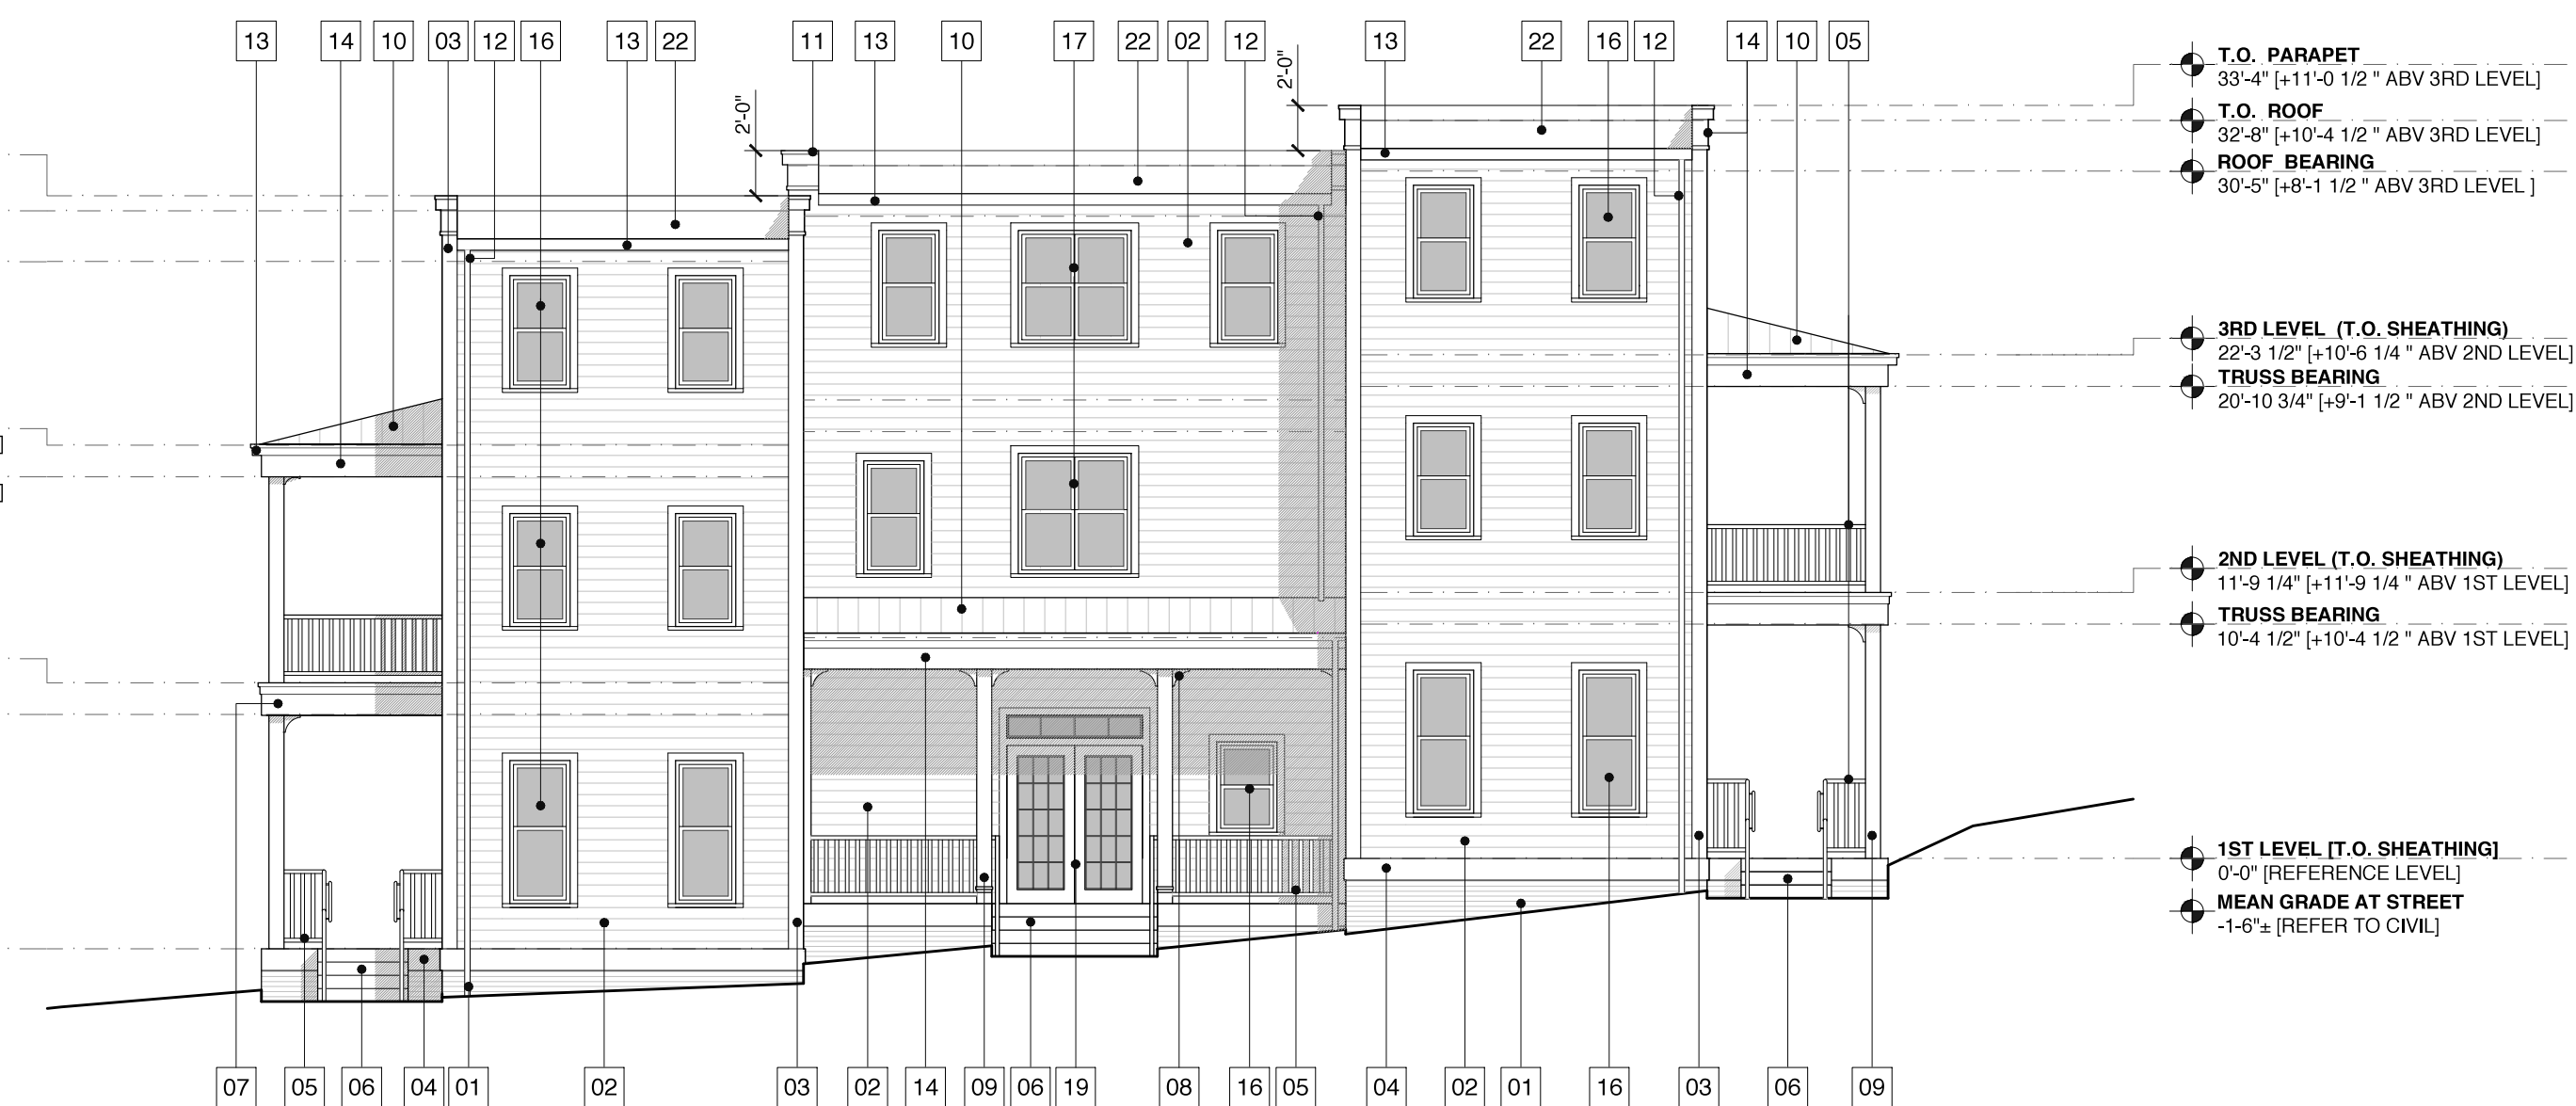 13 14 10 03 12 16 13 22 11 13 10 17 22 02 12 13 22 16 12 14 10 05
2'-0"
2'-0"
T.O. PARAPET
33'-4" [+11'-0 1/2 " ABV 3RD LEVEL]
T.O. ROOF
32'-8" [+10'-4 1/2 " ABV 3RD LEVEL]
ROOF BEARING
30'-5" [+8'-1 1/2 " ABV 3RD LEVEL ]
3RD LEVEL (T.O. SHEATHING)
22'-3 1/2" [+10'-6 1/4 " ABV 2ND LEVEL]
TRUSS BEARING
20'-10 3/4" [+9'-1 1/2 " ABV 2ND LEVEL]
2ND LEVEL (T.O. SHEATHING)
11'-9 1/4" [+11'-9 1/4 " ABV 1ST LEVEL]
TRUSS BEARING
10'-4 1/2" [+10'-4 1/2 " ABV 1ST LEVEL]
1ST LEVEL [T.O. SHEATHING]
0'-0" [REFERENCE LEVEL]
MEAN GRADE AT STREET
-1-6"± [REFER TO CIVIL]
07 05 06 04 01 02 03 02 14 09 06 19 08 16 05 04 02 01 16 03 06 09